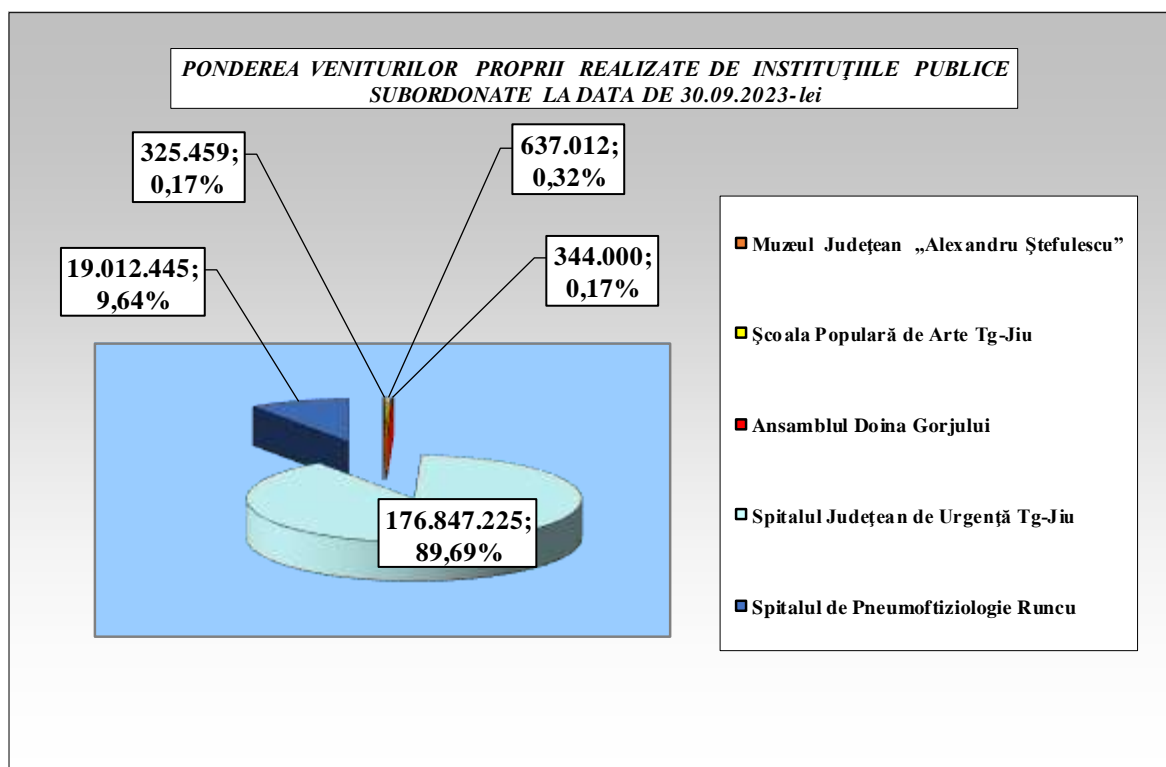 PONDEREA VENITURILOR PROPRII REALIZATE DE INSTITUŢIILE PUBLICE
SUBORDONATE LA DATA DE 30.09.2023-lei
325.459;
0,17%
637.012;
0,32%
19.012.445;
9,64%
344.000;
0,17%
176.847.225;
89,69%
Muzeul Judeţean „Alexandru Ştefulescu”
Şcoala Populară de Arte Tg-Jiu
Ansamblul Doina Gorjului
Spitalul Judeţean de Urgenţă Tg-Jiu
Spitalul de Pneumoftiziologie Runcu